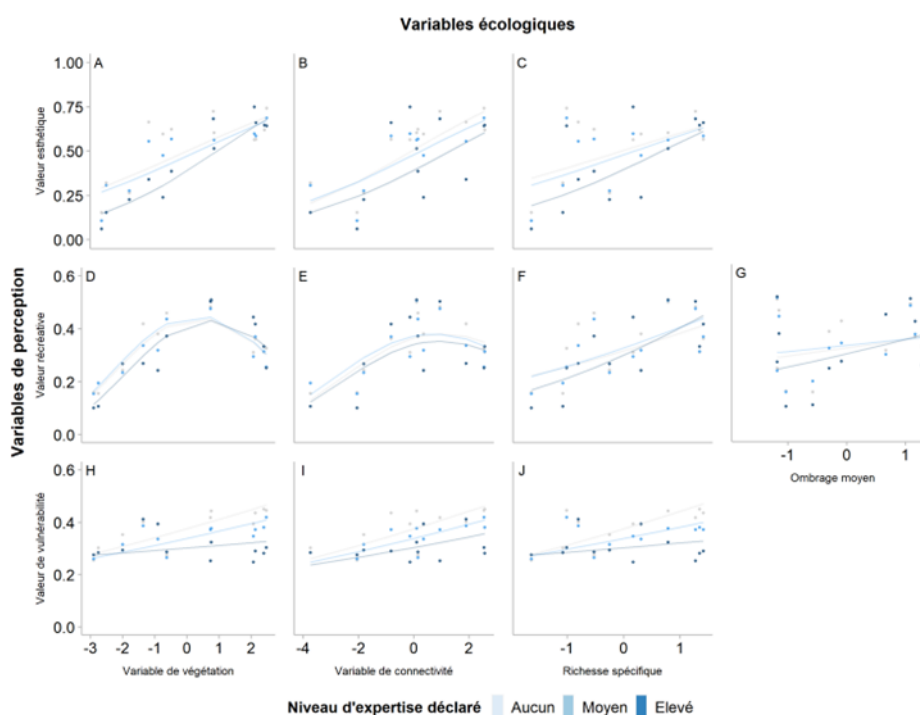 Variables écologiques
Variables de perception
Valeur esthétique
1.00
0.75
0.50
0.25
0.00
A
B
C
Valeur récréative
0.6
0.4
0.2
0.0
D
E
F
G
-1
0
1
Ombrage moyen
Valeur de vulnérabilité
0.6
0.4
0.2
0.0
H
I
J
-3
-2
-1
0
1
2
-4
-2
0
2
-1
0
1
Variable de végétation
Variable de connectivité
Richesse spécifique
Niveau d'expertise déclaré
Aucun
Moyen
Elevé